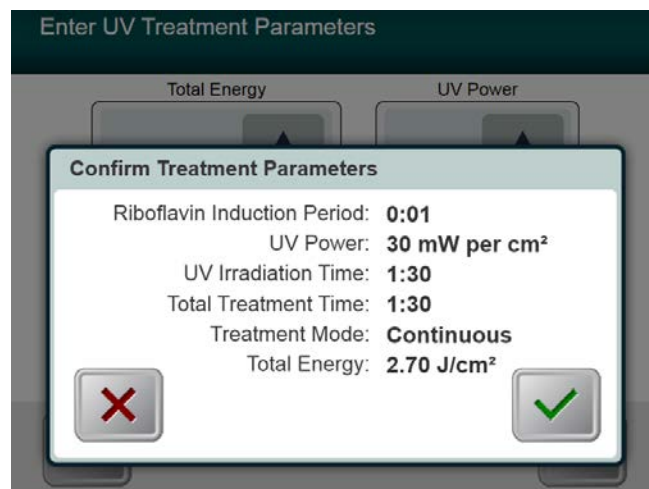 Enter UV Treatment Parameters
Total Energy UV Power
Confirm Treatment Parameters
Riboflavin Induction Period: 0:01
UV Power: 30 mW per cm²
UV Irradiation Time: 1:30
Total Treatment Time: 1:30
Treatment Mode: Continuous
Total Energy: 2.70 J/cm²